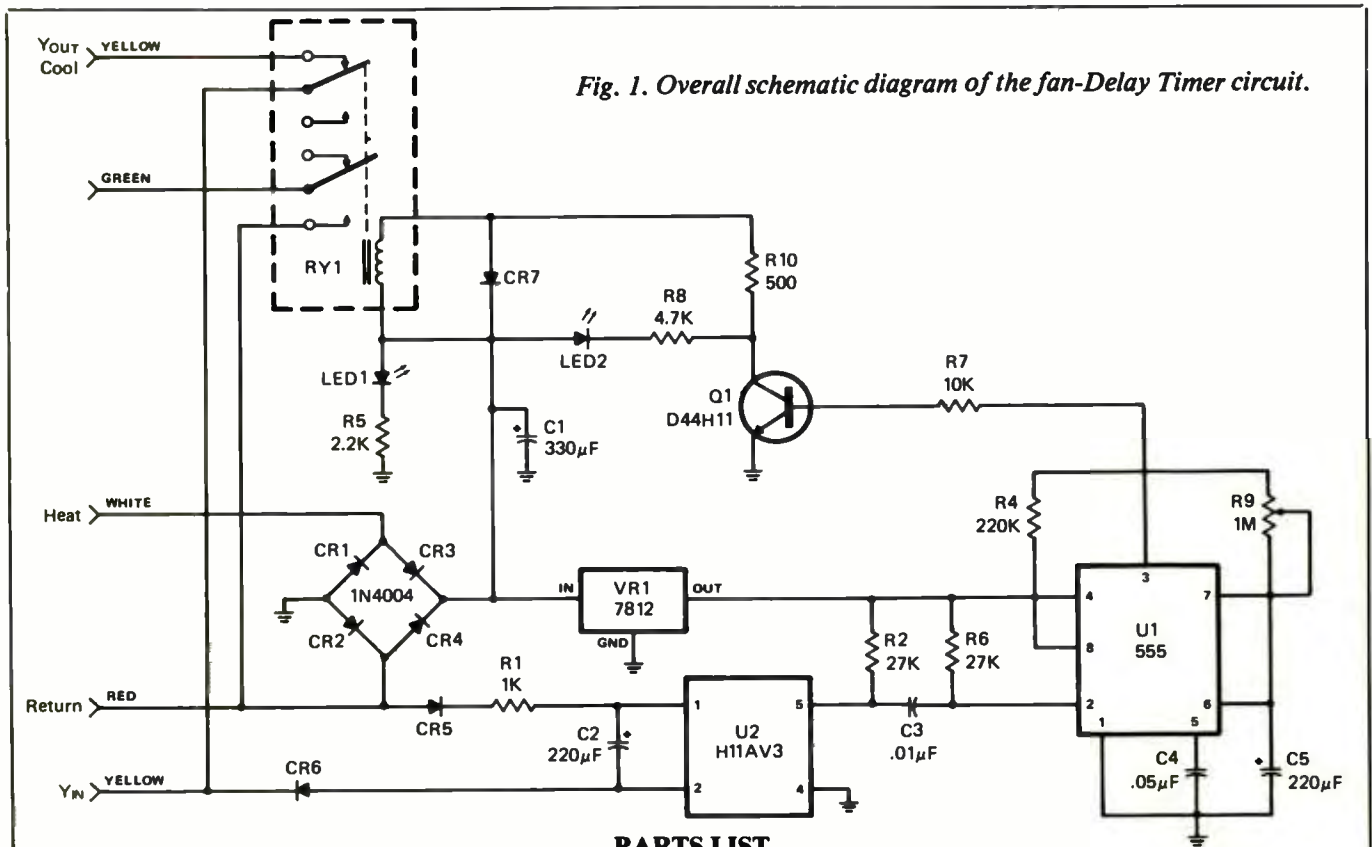 Fig. 1. Overall schematic diagram of the fan-Delay Timer circuit.
YOUT YELLOW
Cool
GREEN
RY1
CR7
R10
500
R8
4.7K
LED2
LED1
R5
2.2K
C1
330μF
Q1
D44H11
R7
10K
Heat WHITE
CR1
CR3
1N4004
CR2
CR4
IN
VR1
7812
OUT
GND
R4
220K
R9
1M
R2
27K
R6
27K
3
4
7
U1
555
8
2
6
1
5
Return RED
CR5
R1
1K
C2
220μF
1
5
U2
H11AV3
2
4
C3
.01μF
C4
.05μF
C5
220μF
YIN YELLOW
CR6
PARTS LIST